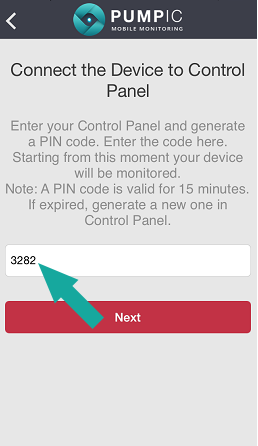 PUMPIC
MOBILE MONITORING
Connect the Device to Control
Panel
Enter your Control Panel and generate
a PIN code. Enter the code here.
Starting from this moment your device
will be monitored.
Note: A PIN code is valid for 15 minutes.
If expired, generate a new one in
Control Panel.
3282
Next